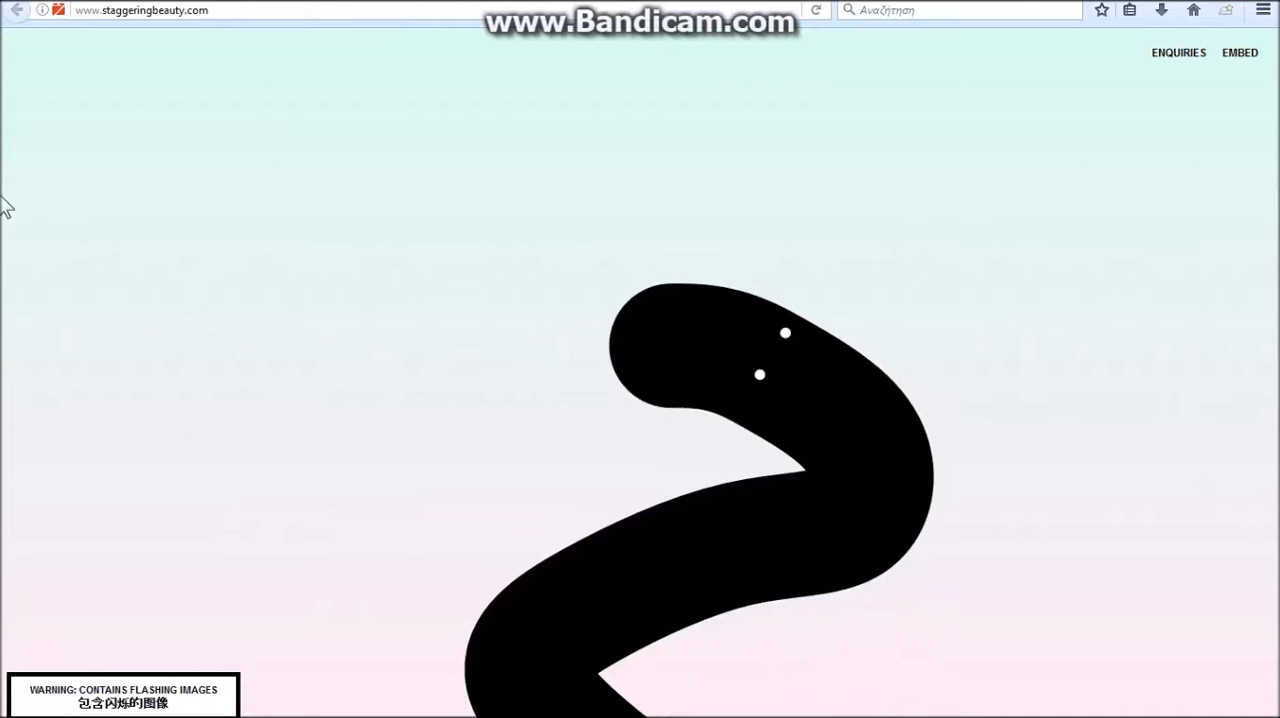 www.staggeringbeauty.com
www.Bandicam.com
Αναζήτηση
ENQUIRIES EMBED
WARNING: CONTAINS FLASHING IMAGES
包含闪烁的图像